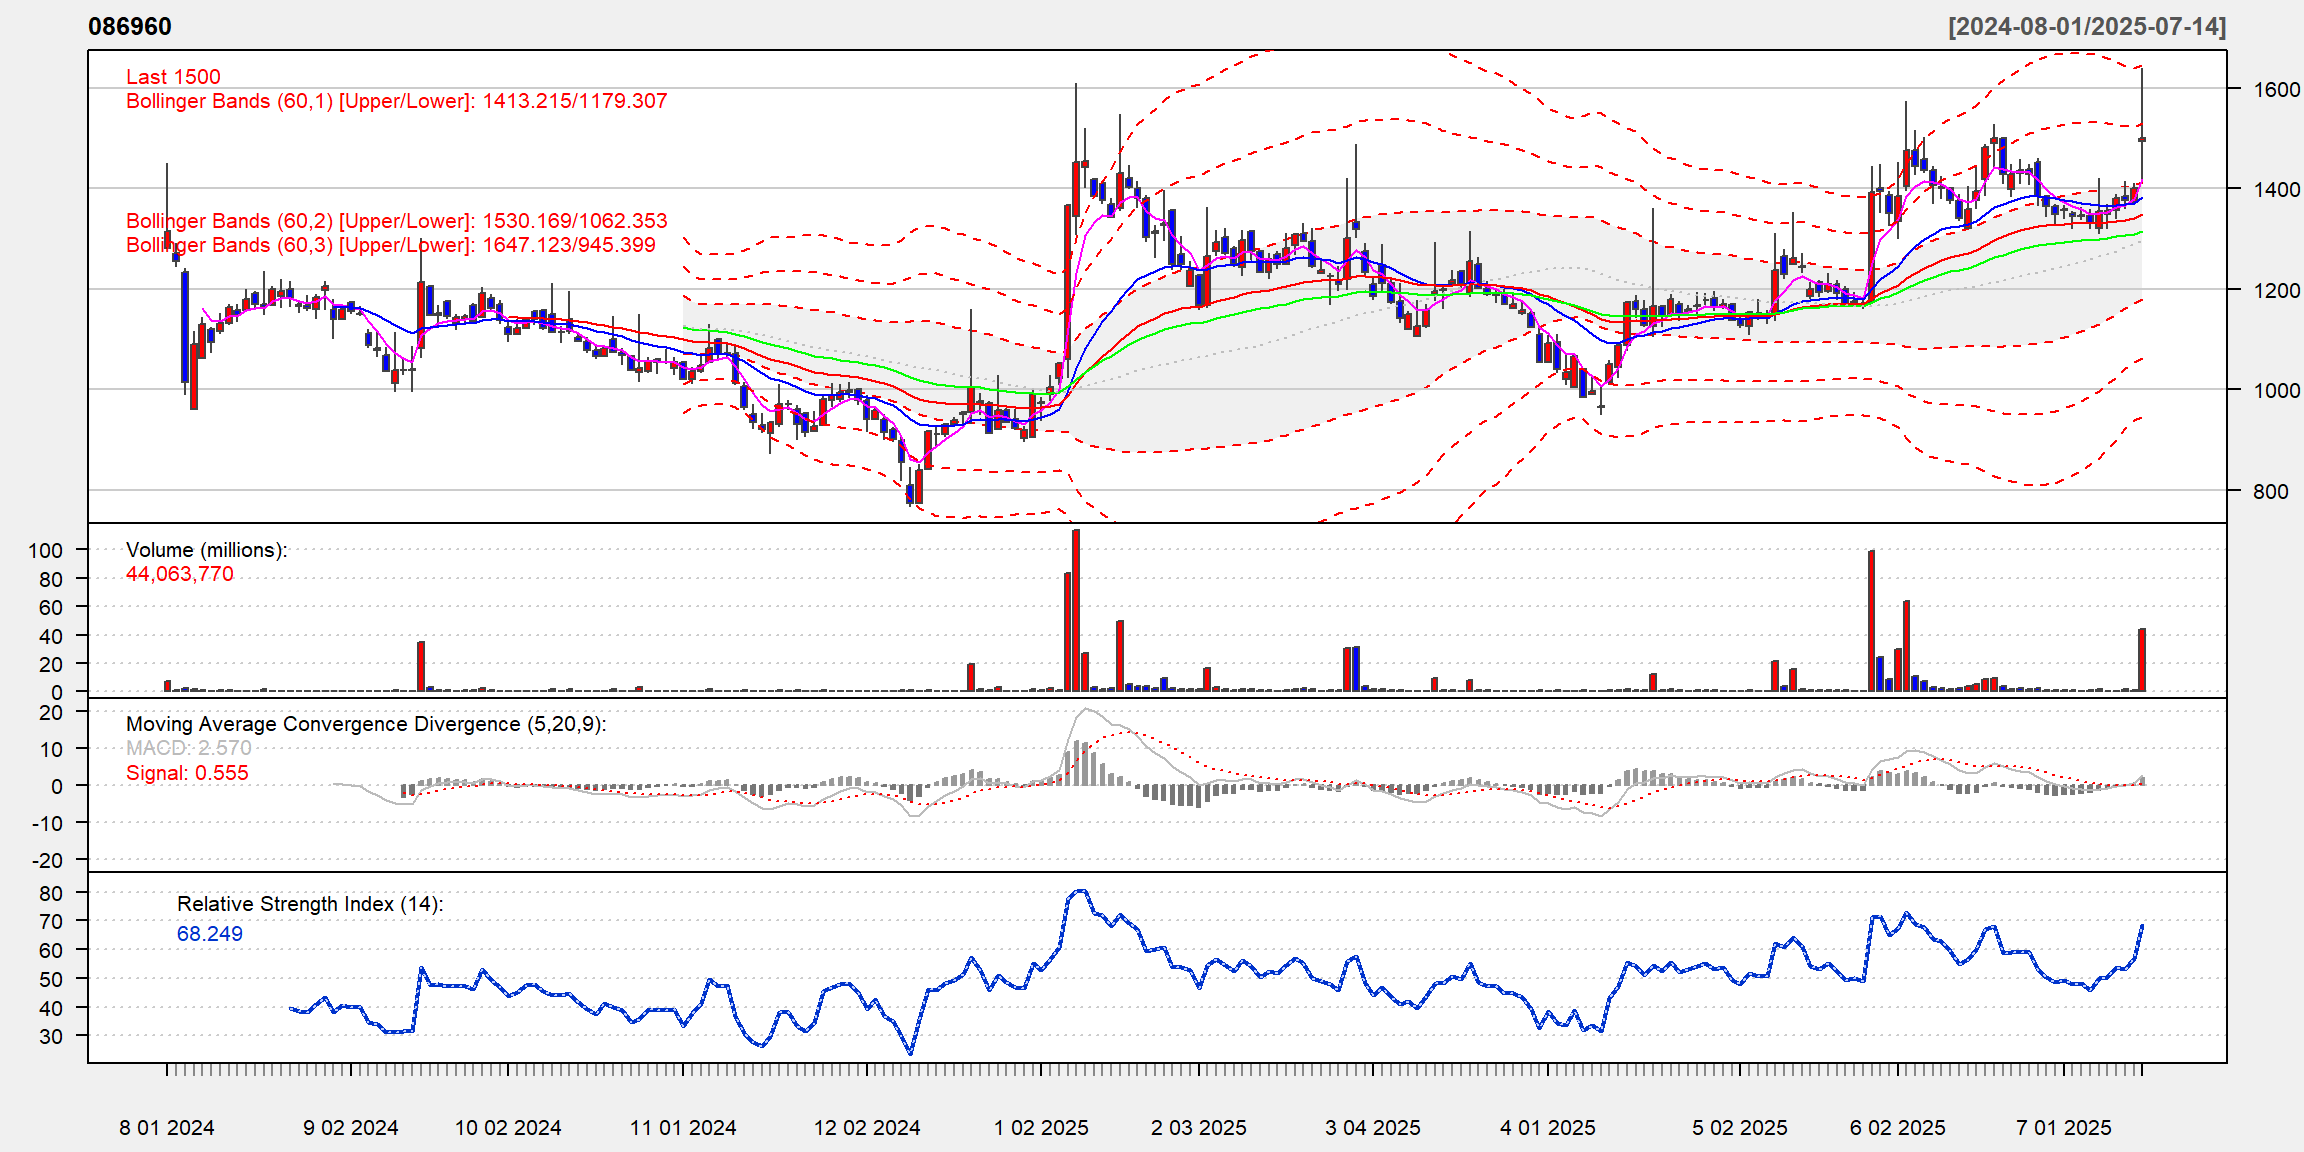 086960
[2024-08-01/2025-07-14]
Last 1500
Bollinger Bands (60,1) [Upper/Lower]: 1413.215/1179.307
Bollinger Bands (60,2) [Upper/Lower]: 1530.169/1062.353
Bollinger Bands (60,3) [Upper/Lower]: 1647.123/945.399
1600
1400
1200
1000
800
Volume (millions):
44,063,770
100
80
60
40
20
0
Moving Average Convergence Divergence (5,20,9):
MACD: 2.570
Signal: 0.555
20
10
0
-10
-20
Relative Strength Index (14):
68.249
80
70
60
50
40
30
8 01 2024
9 02 2024
10 02 2024
11 01 2024
12 02 2024
1 02 2025
2 03 2025
3 04 2025
4 01 2025
5 02 2025
6 02 2025
7 01 2025